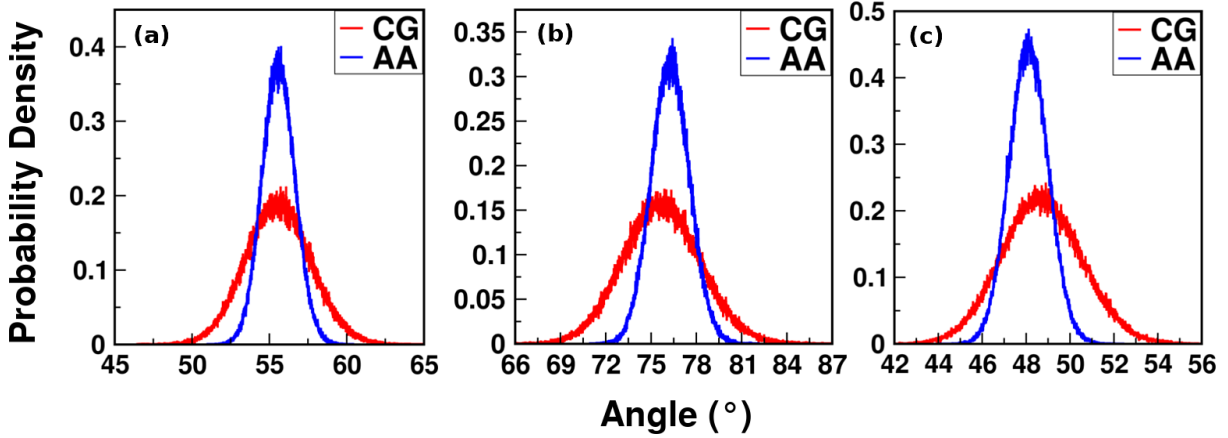 Probability Density
(a)
CG
AA
0.4
0.3
0.2
0.1
0
45 50 55 60 65
(b)
CG
AA
0.35
0.3
0.25
0.2
0.15
0.1
0.05
0
66 69 72 75 78 81 84 87
(c)
CG
AA
0.5
0.4
0.3
0.2
0.1
0
42 44 46 48 50 52 54 56
Angle (°)